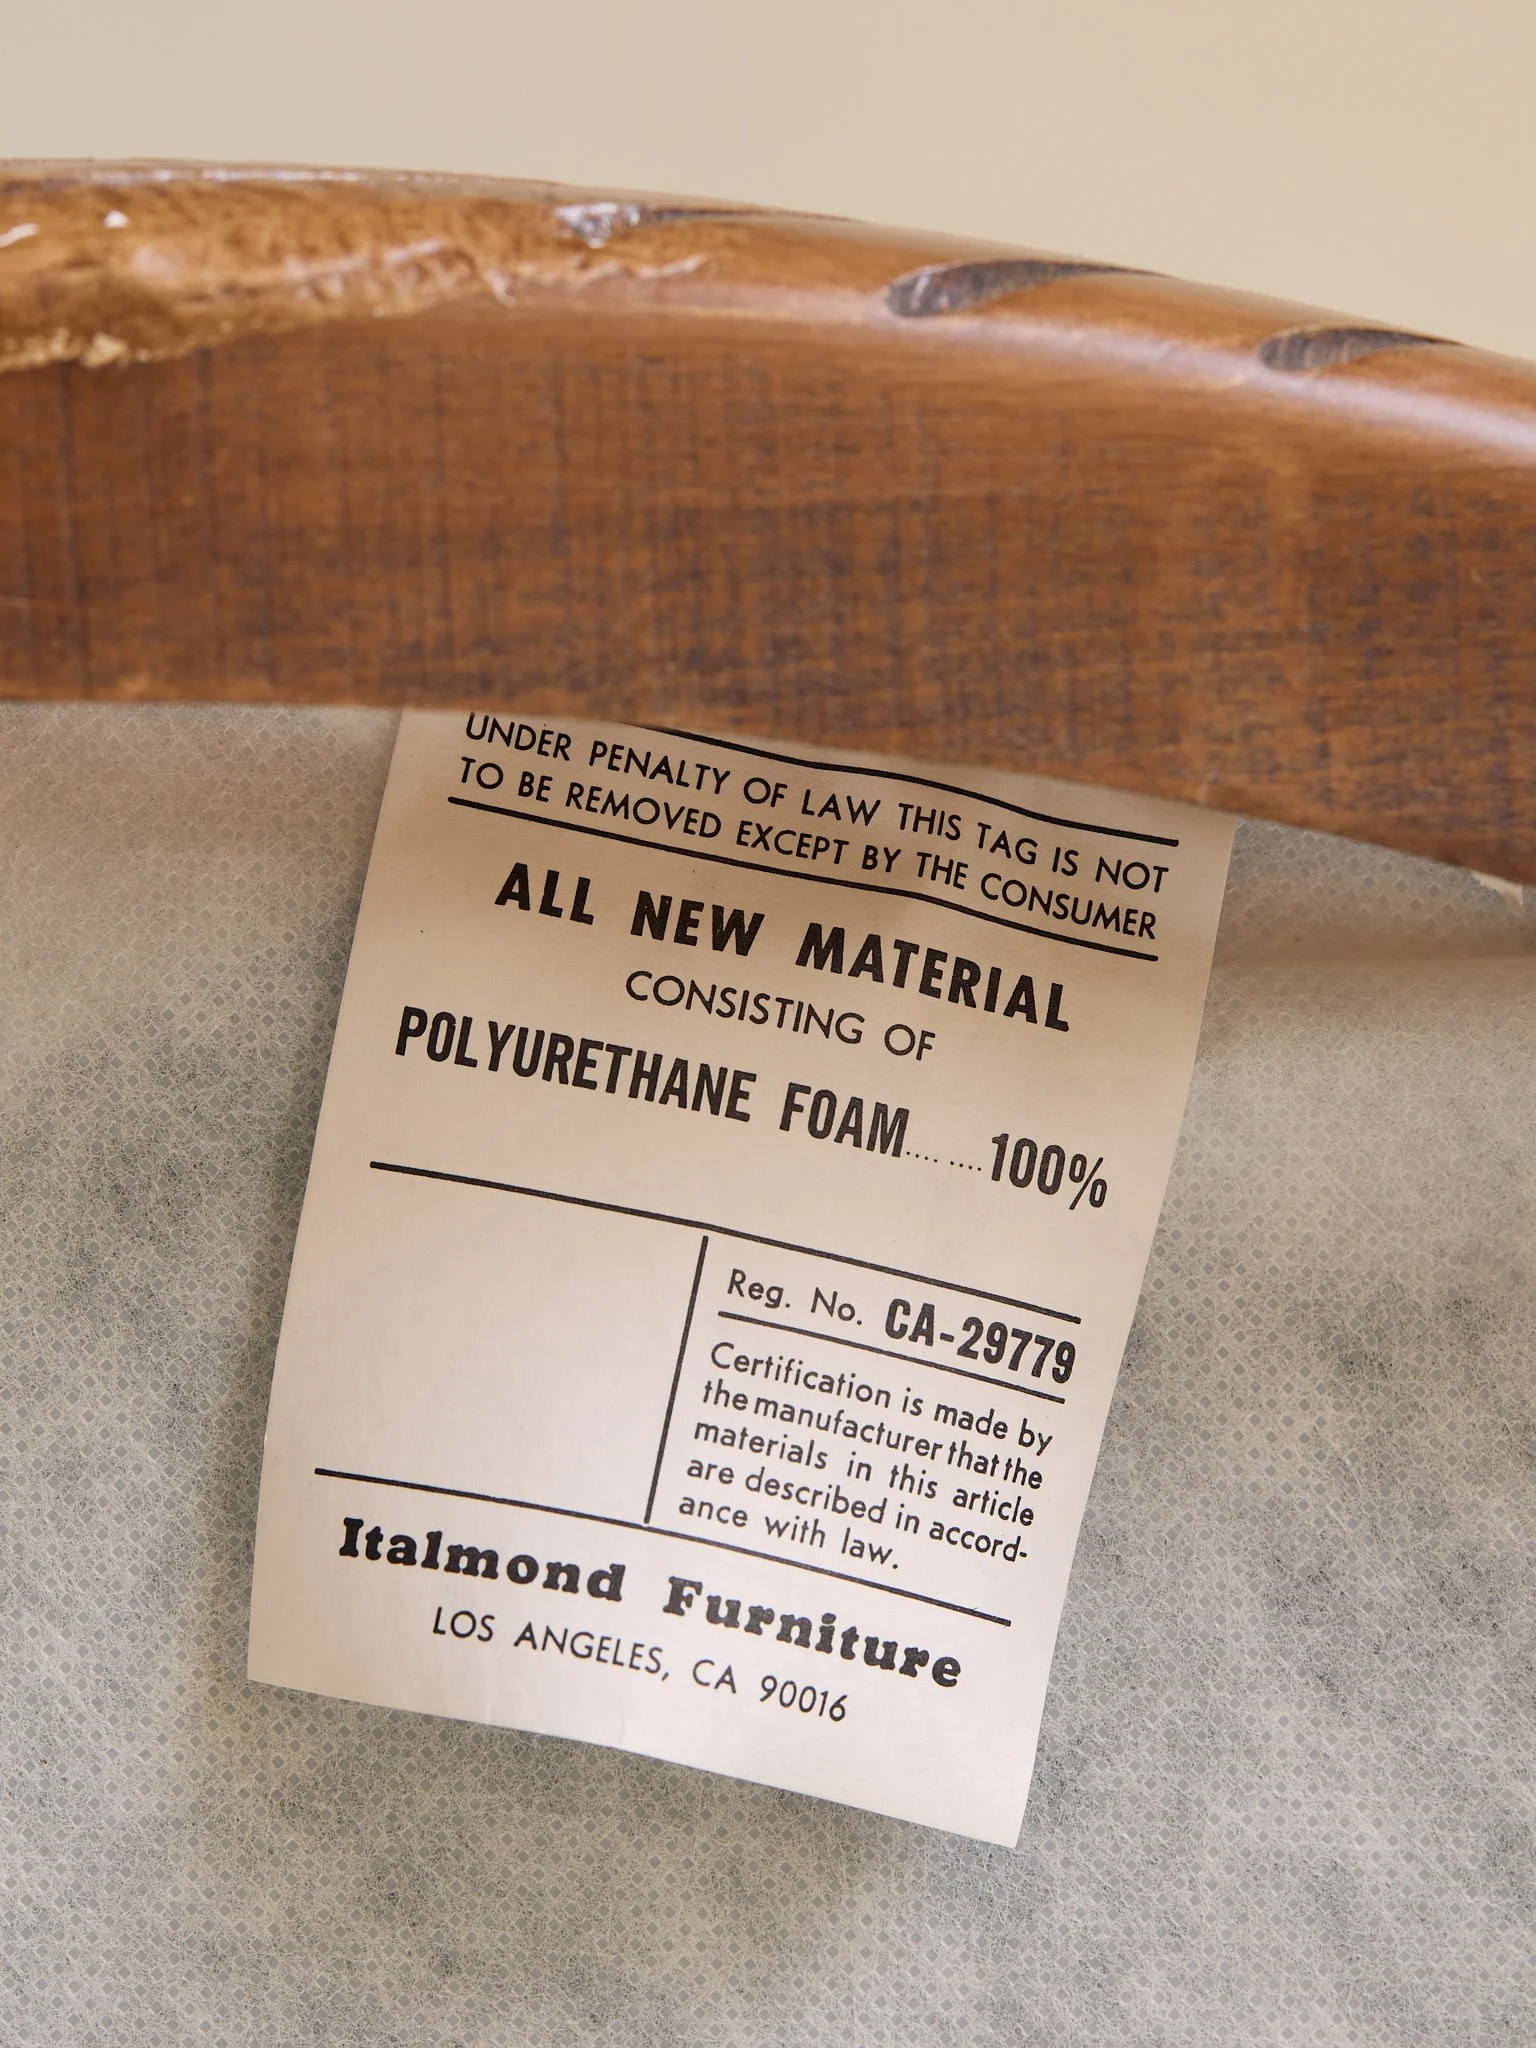 UNDER PENALTY OF LAW THIS TAG IS NOT
TO BE REMOVED EXCEPT BY THE CONSUMER
ALL NEW MATERIAL
CONSISTING OF
POLYURETHANE FOAM.... ....100%
Reg. No. CA-29779
Certification is made by
the manufacturer that the
materials in this article
are described in accord-
ance with law.
Italmond Furniture
LOS ANGELES, CA 90016